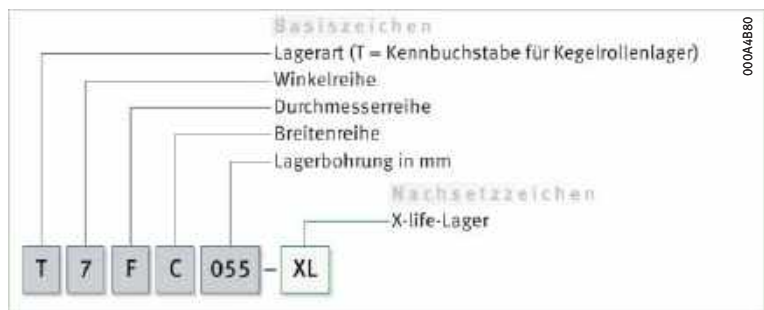 Basiszeichen
Lagerart (T = Kennbuchstabe für Kegelrollenlager)
Winkelreihe
Durchmesserreihe
Breitenreihe
Lagerbohrung in mm
Nachsetzzeichen
X-life-Lager
T 7 F C 055 – XL
000A4B80